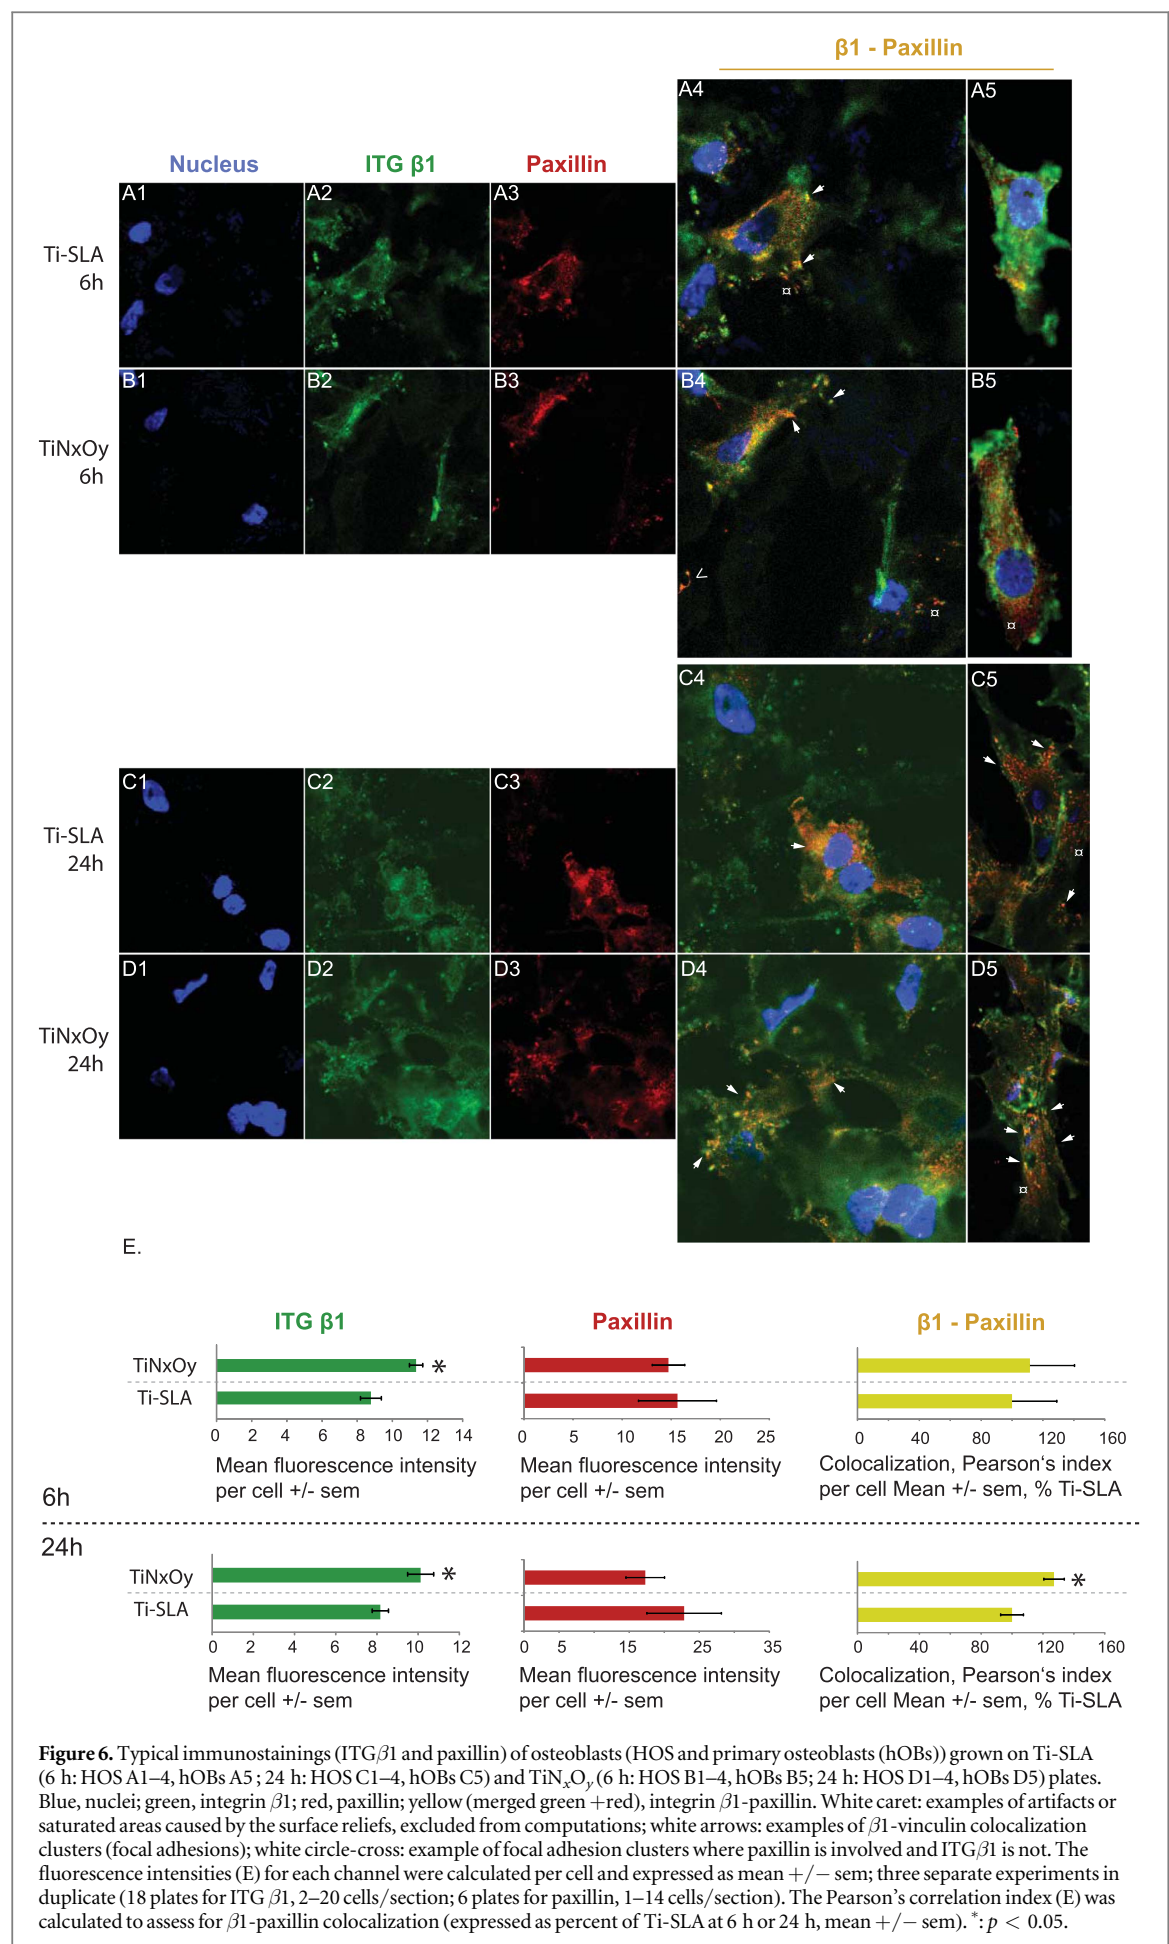 β1 - Paxillin
A4
A5
Nucleus
ITG β1
Paxillin
A1
A2
A3
Ti-SLA
6h
B1
B2
B3
B4
B5
TiNxOy
6h
C4
C5
C1
C2
C3
Ti-SLA
24h
D1
D2
D3
D4
D5
TiNxOy
24h
E.
ITG β1
Paxillin
β1 - Paxillin
TiNxOy
*
Ti-SLA
0 2 4 6 8 10 12 14
0 5 10 15 20 25
0 40 80 120 160
Mean fluorescence intensity
per cell +/- sem
Mean fluorescence intensity
per cell +/- sem
Colocalization, Pearson's index
per cell Mean +/- sem, % Ti-SLA
6h
24h
TiNxOy
*
*
Ti-SLA
0 2 4 6 8 10 12
0 5 15 25 35
0 40 80 120 160
Mean fluorescence intensity
per cell +/- sem
Mean fluorescence intensity
per cell +/- sem
Colocalization, Pearson's index
per cell Mean +/- sem, % Ti-SLA
Figure 6. Typical immunostainings (ITGβ1 and paxillin) of osteoblasts (HOS and primary osteoblasts (hOBs)) grown on Ti-SLA
(6 h: HOS A1–4, hOBs A5 ; 24 h: HOS C1–4, hOBs C5) and TiNxOy (6 h: HOS B1–4, hOBs B5; 24 h: HOS D1–4, hOBs D5) plates.
Blue, nuclei; green, integrin β1; red, paxillin; yellow (merged green +red), integrin β1-paxillin. White caret: examples of artifacts or
saturated areas caused by the surface reliefs, excluded from computations; white arrows: examples of β1-vinculin colocalization
clusters (focal adhesions); white circle-cross: example of focal adhesion clusters where paxillin is involved and ITGβ1 is not. The
fluorescence intensities (E) for each channel were calculated per cell and expressed as mean +/− sem; three separate experiments in
duplicate (18 plates for ITG β1, 2–20 cells/section; 6 plates for paxillin, 1–14 cells/section). The Pearson's correlation index (E) was
calculated to assess for β1-paxillin colocalization (expressed as percent of Ti-SLA at 6 h or 24 h, mean +/− sem). *: p < 0.05.